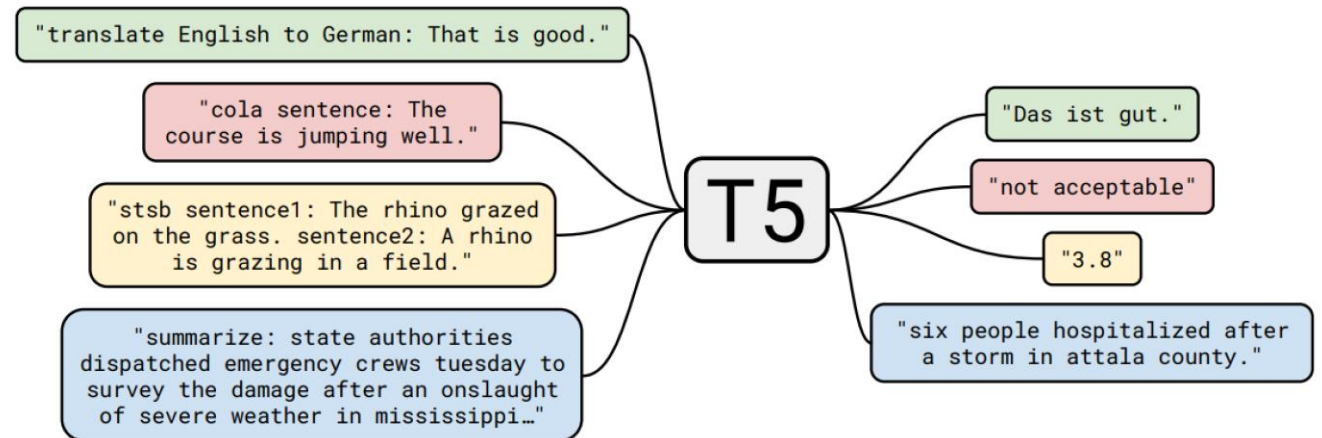 "translate English to German: That is good."
"cola sentence: The
course is jumping well."
"stsb sentence1: The rhino grazed
on the grass. sentence2: A rhino
is grazing in a field."
"summarize: state authorities
dispatched emergency crews tuesday to
survey the damage after an onslaught
of severe weather in mississippi…"
T5
"Das ist gut."
"not acceptable"
"3.8"
"six people hospitalized after
a storm in attala county."